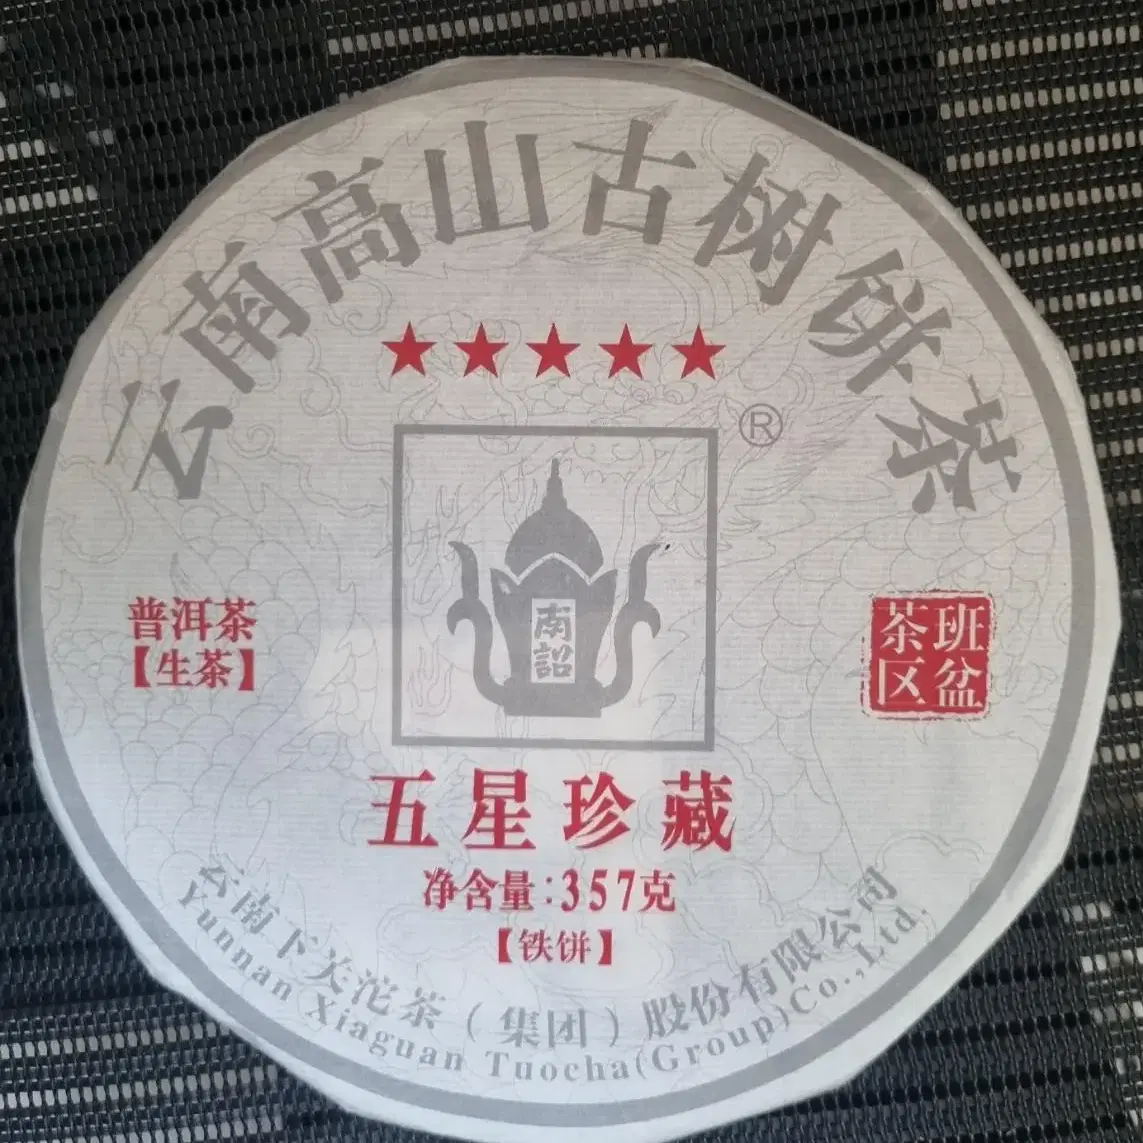 云南高山古树饼茶
★★★★★
®
南詔
普洱茶
【生茶】
班盆
茶区
五星珍藏
净含量:357克
【铁饼】
云南下关沱茶（集团）股份有限公司
Yunnan Xiaguan Tuocha(Group)Co.,Ltd.